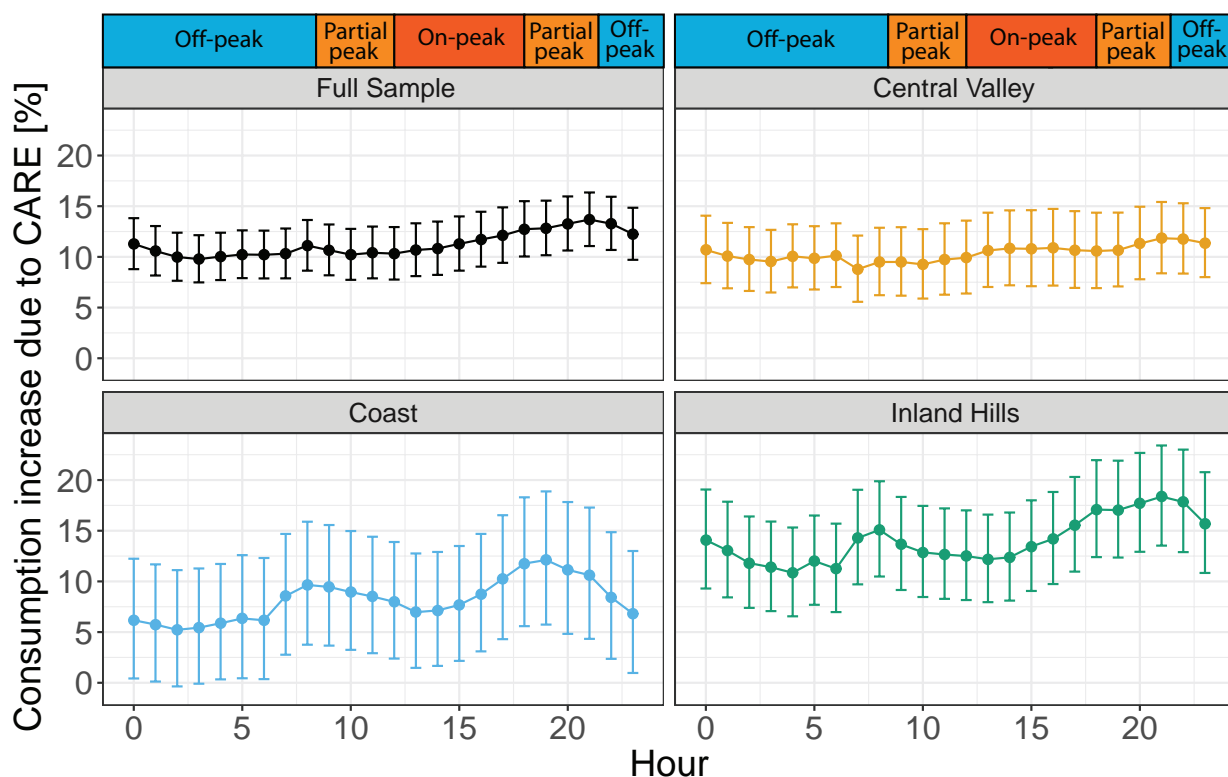 Off-peak Partial peak On-peak Partial peak Off-peak
Off-peak Partial peak On-peak Partial peak Off-peak
Full Sample
Central Valley
20
15
10
5
0
Coast
Inland Hills
20
15
10
5
0
0 5 10 15 20
0 5 10 15 20
Hour
Consumption increase due to CARE [%]